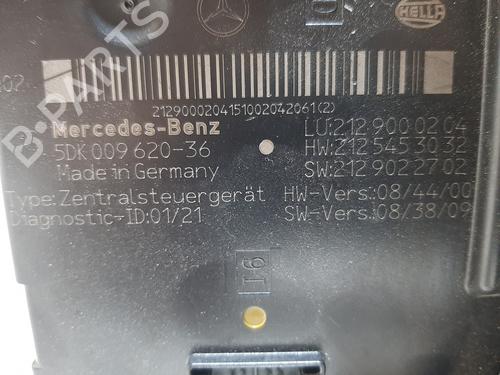 HELLA
B-PARTS
2129000204151002042061(2)
Mercedes-Benz
LU:212 900 02 04
5DK 009 620-36
HW:212 545 30 32
Made in Germany
SW:212 902 27 02
Type: Zentralsteuergerät
HW-Vers.: 08/44/00
Diagnostic-ID:01/21
SW-Vers.: 08/38/09